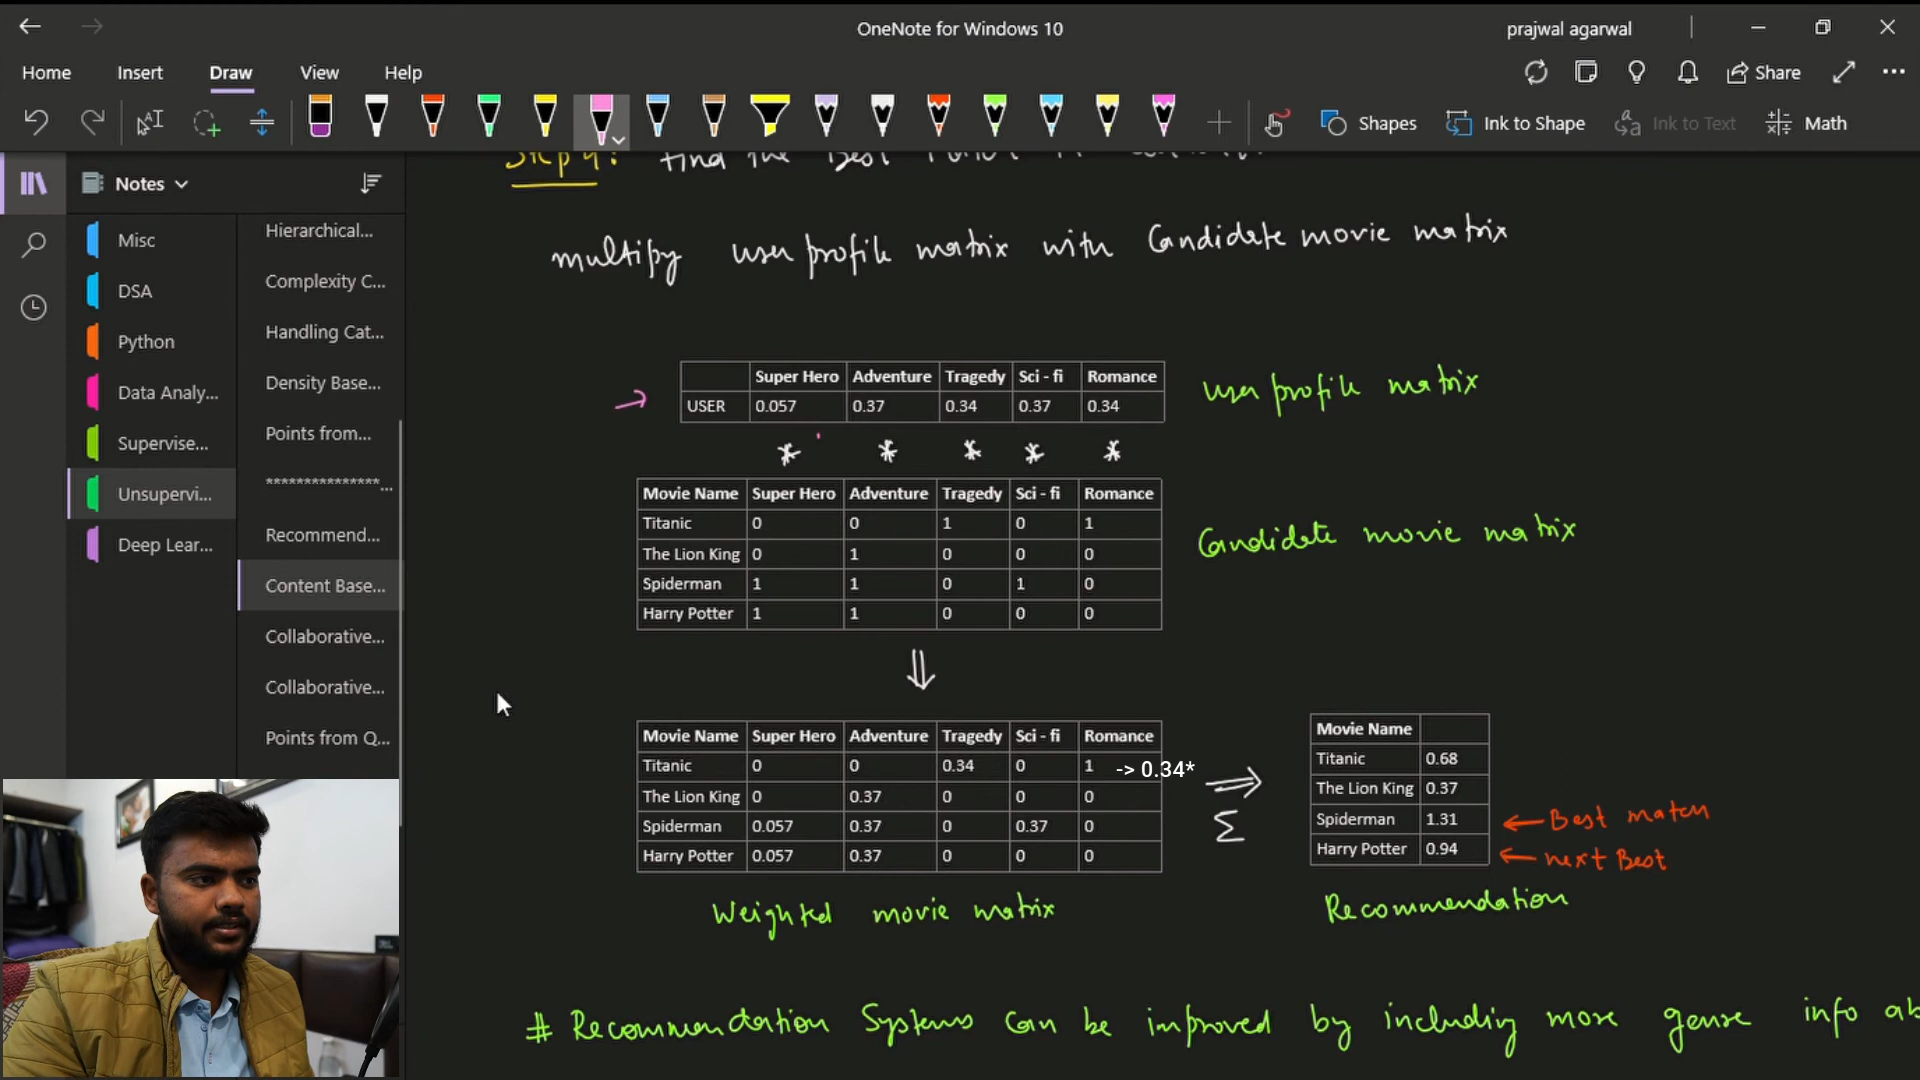 OneNote for Windows 10
prajwal agarwal
Home Insert Draw View Help
Share
Shapes Ink to Shape Ink to Text Math
Notes
Misc
DSA
Python
Data Analy...
Supervise...
Unsupervi...
Deep Lear...
Hierarchical...
Complexity C...
Handling Cat...
Density Base...
Points from...
***************...
Recommend...
Content Base...
Collaborative...
Collaborative...
Points from Q...
Step 4: Find the Best
multiply user profile matrix with Candidate movie matrix
Super Hero Adventure Tragedy Sci - fi Romance
USER 0.057 0.37 0.34 0.37 0.34
user profile matrix
* * * * *
Movie Name Super Hero Adventure Tragedy Sci - fi Romance
Titanic 0 0 1 0 1
The Lion King 0 1 0 0 0
Spiderman 1 1 0 1 0
Harry Potter 1 1 0 0 0
Candidate movie matrix
⇓
Movie Name Super Hero Adventure Tragedy Sci - fi Romance
Titanic 0 0 0.34 0 1 -> 0.34*
The Lion King 0 0.37 0 0 0
Spiderman 0.057 0.37 0 0.37 0
Harry Potter 0.057 0.37 0 0 0
Weighted movie matrix
⇒
Σ
Movie Name
Titanic 0.68
The Lion King 0.37
Spiderman 1.31 ← Best match
Harry Potter 0.94 ← next Best
Recommendation
# Recommendation Systems can be improved by including more genre info ab